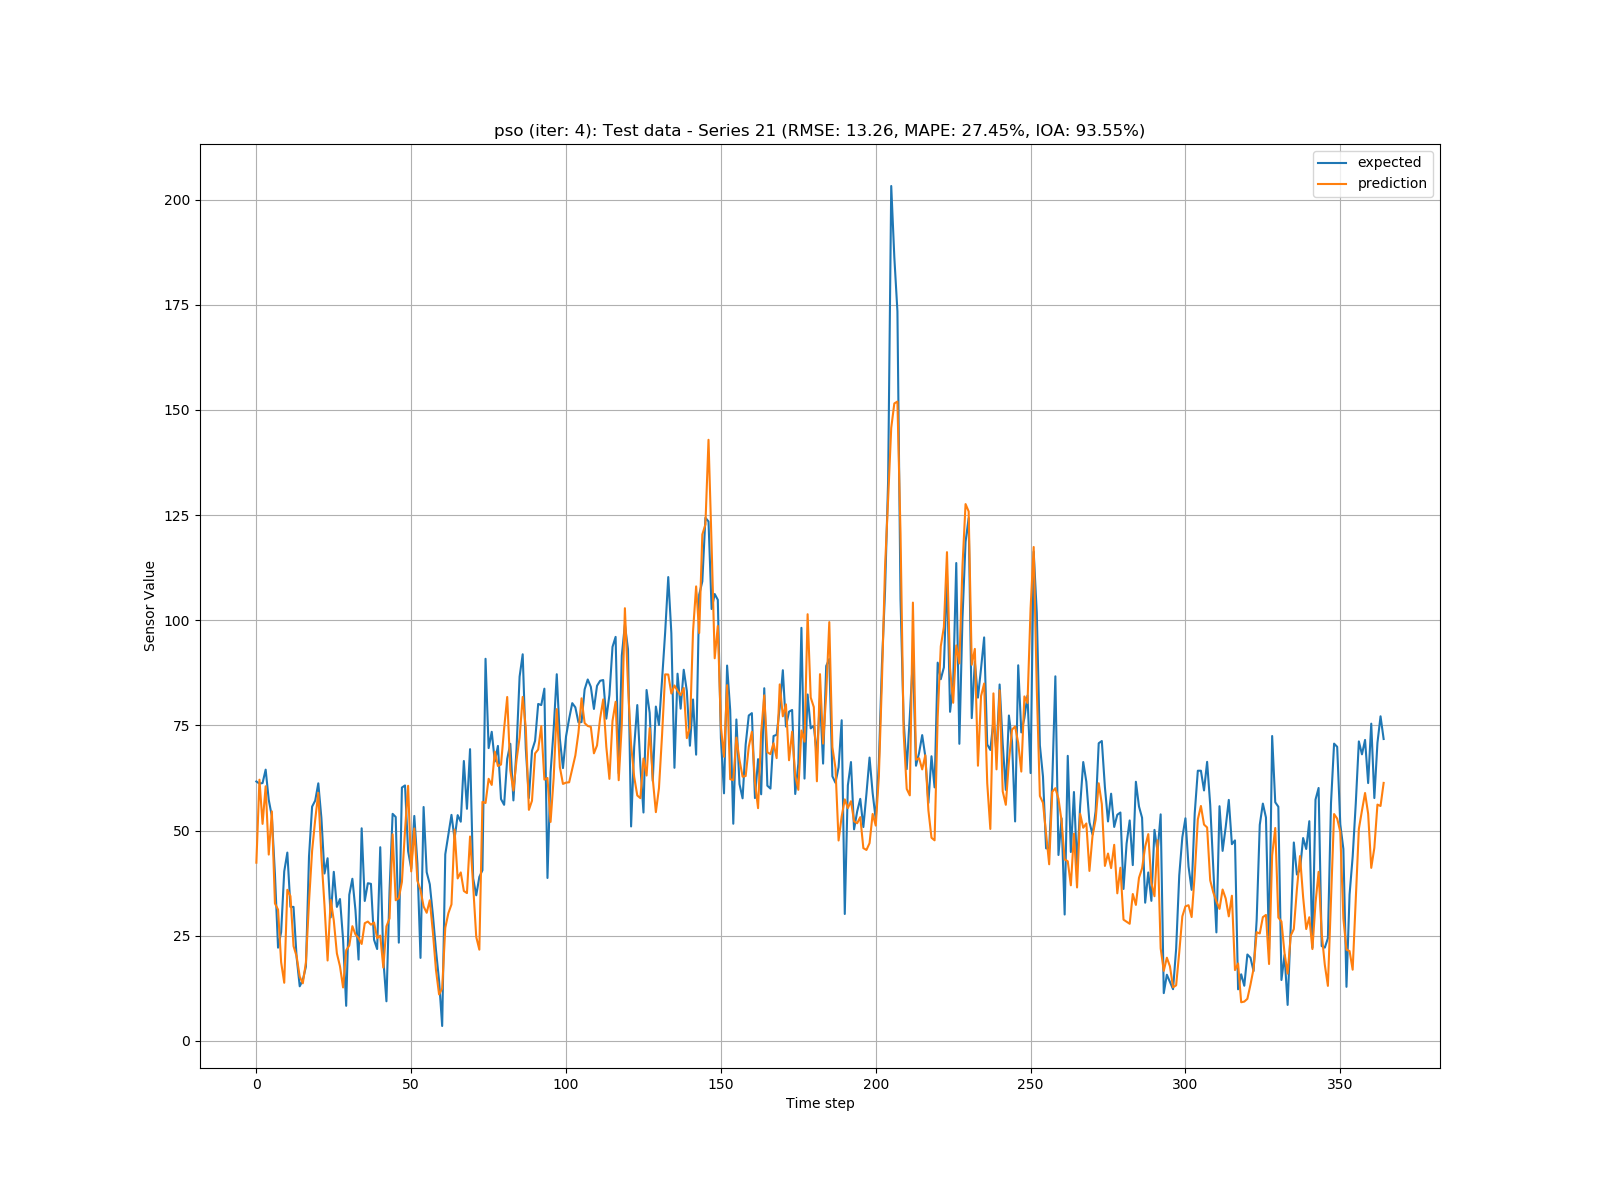 pso (iter: 4): Test data - Series 21 (RMSE: 13.26, MAPE: 27.45%, IOA: 93.55%)
expected
prediction
200
175
150
125
100
75
50
25
0
Sensor Value
0 50 100 150 200 250 300 350
Time step